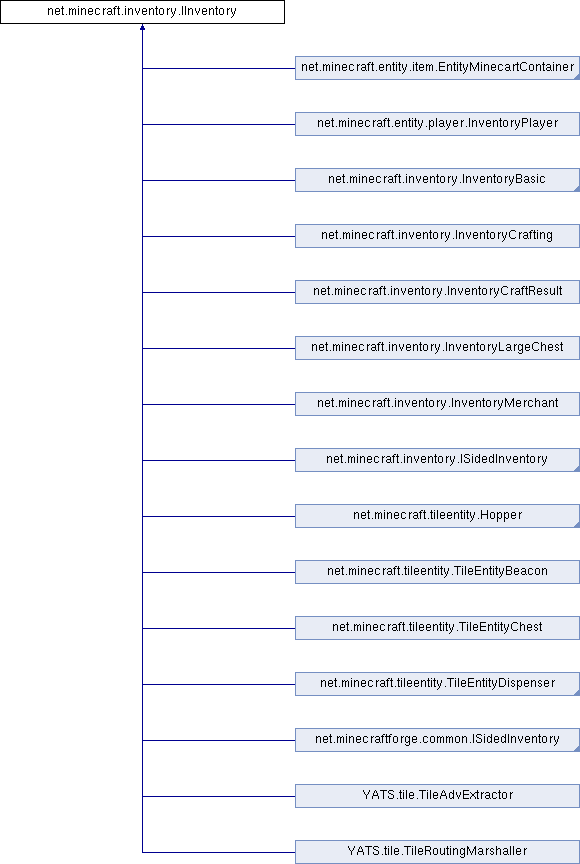 net.minecraft.inventory.IInventory
net.minecraft.entity.item.EntityMinecartContainer
net.minecraft.entity.player.InventoryPlayer
net.minecraft.inventory.InventoryBasic
net.minecraft.inventory.InventoryCrafting
net.minecraft.inventory.InventoryCraftResult
net.minecraft.inventory.InventoryLargeChest
net.minecraft.inventory.InventoryMerchant
net.minecraft.inventory.ISidedInventory
net.minecraft.tileentity.Hopper
net.minecraft.tileentity.TileEntityBeacon
net.minecraft.tileentity.TileEntityChest
net.minecraft.tileentity.TileEntityDispenser
net.minecraftforge.common.ISidedInventory
YATS.tile.TileAdvExtractor
YATS.tile.TileRoutingMarshaller